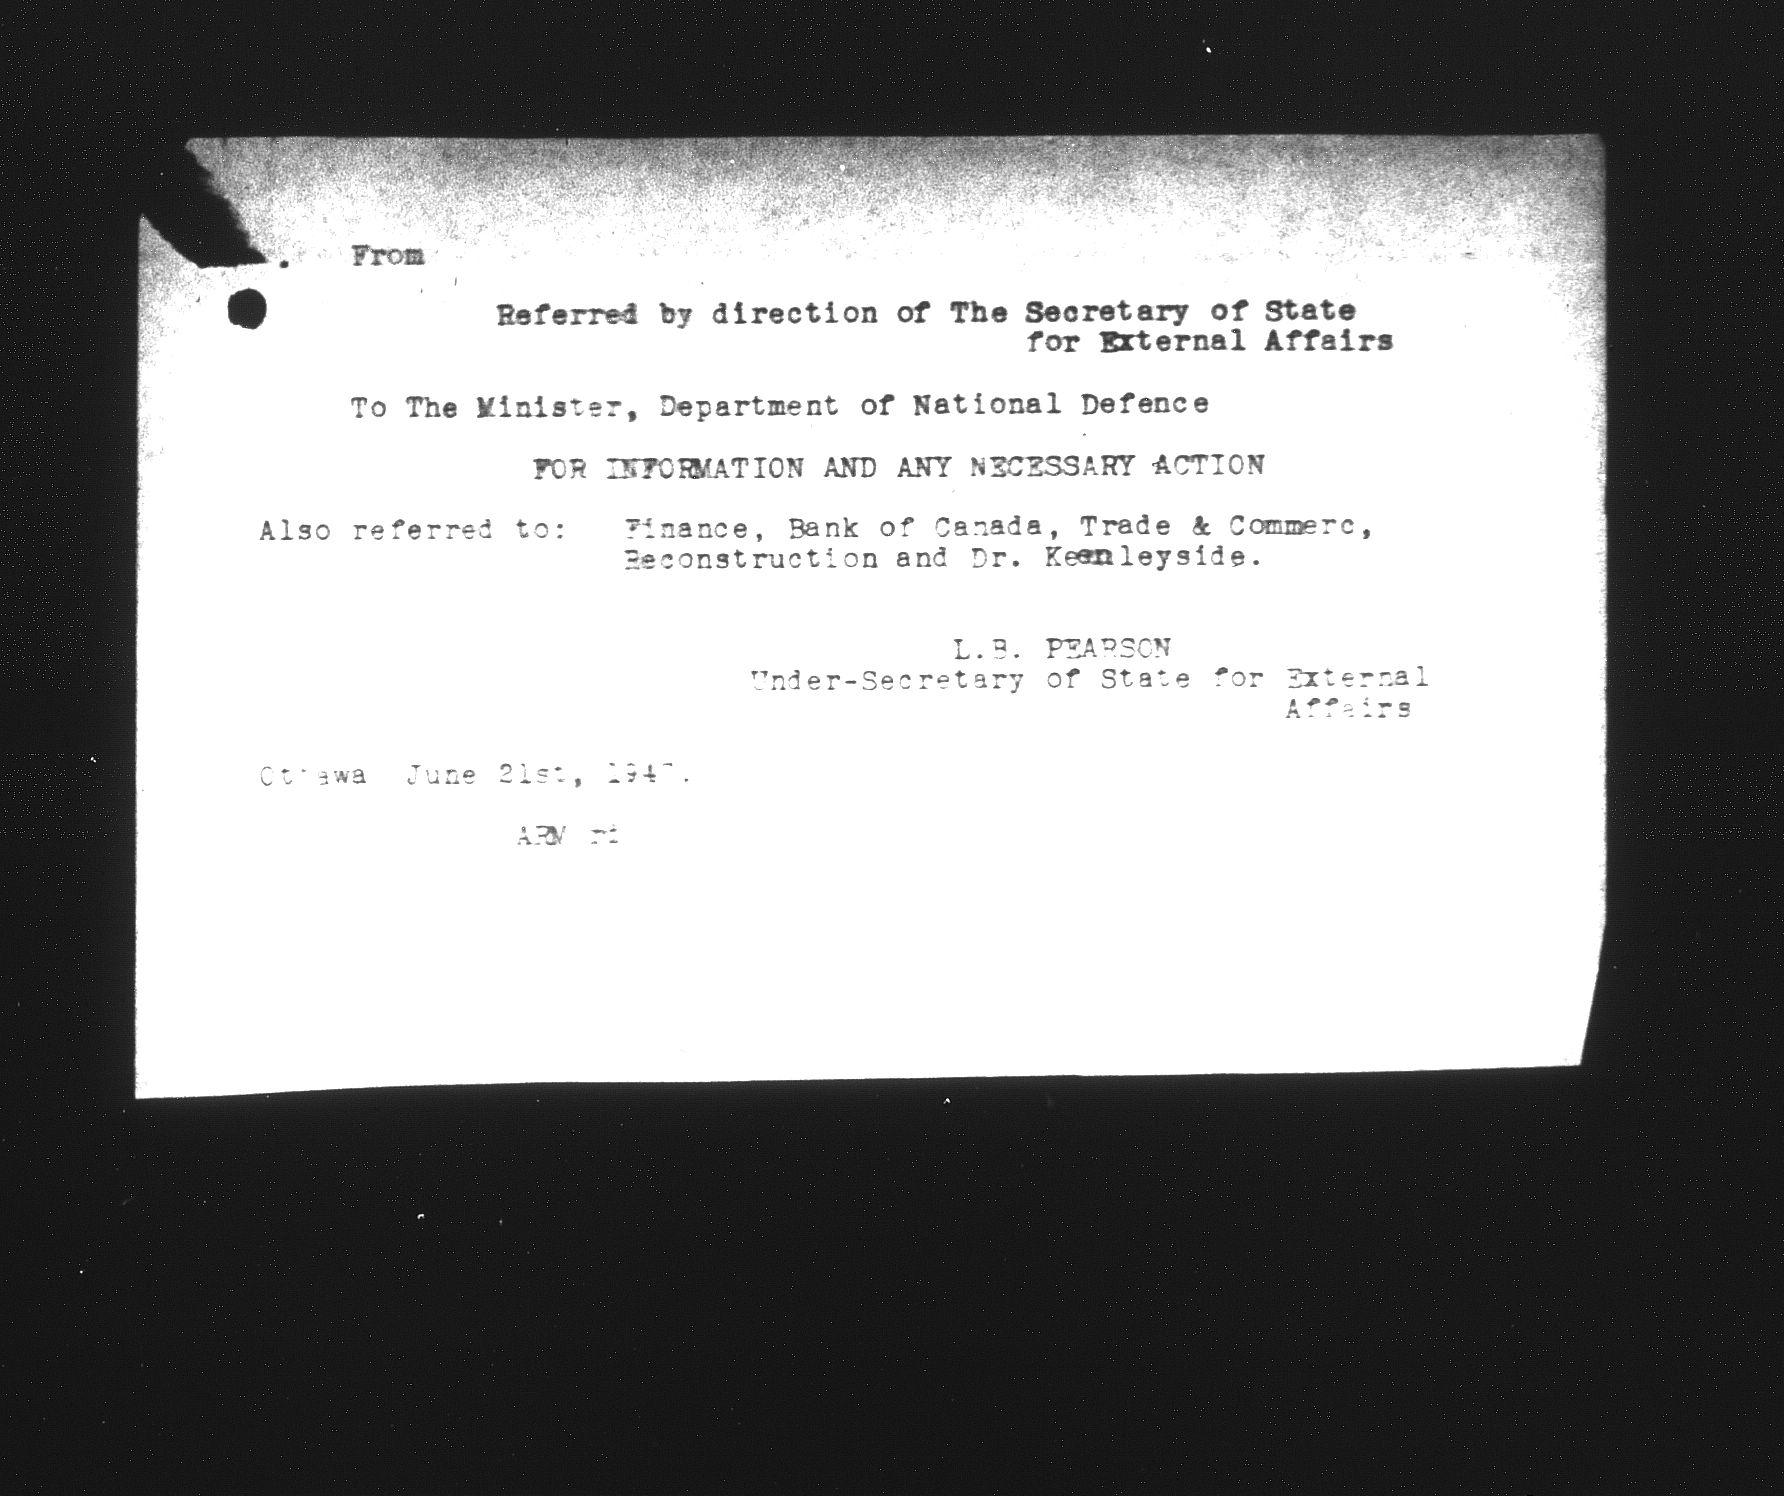 From
Referred by direction of The Secretary of State
for External Affairs
To The Minister, Department of National Defence
FOR INFORMATION AND ANY NECESSARY ACTION
Also referred to: Finance, Bank of Canada, Trade & Commerc,
Reconstruction and Dr. Keenleyside.
L.B. PEARSON
Under-Secretary of State for External
Affairs
Ottawa June 21st,